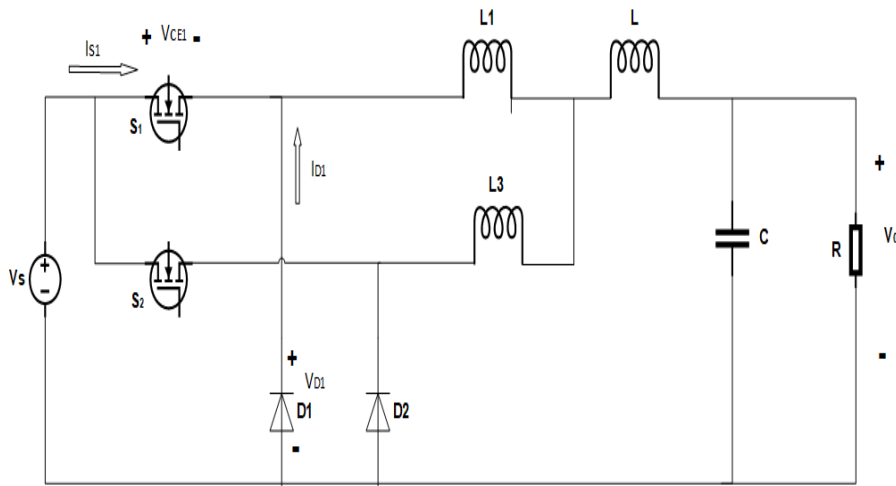 L1
L
+ VCE1 -
IS1
S1
ID1
L3
+
Vs
S2
C
R
+
VD1
D1
-
D2
-